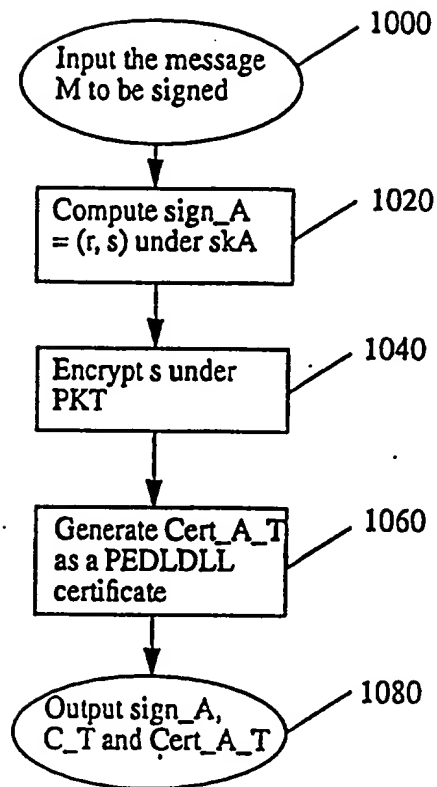 1000
Input the message
M to be signed
1020
Compute sign_A
= (r, s) under skA
1040
Encrypt s under
PKT
1060
Generate Cert_A_T
as a PEDLDLL
certificate
1080
Output sign_A,
C_T and Cert_A_T